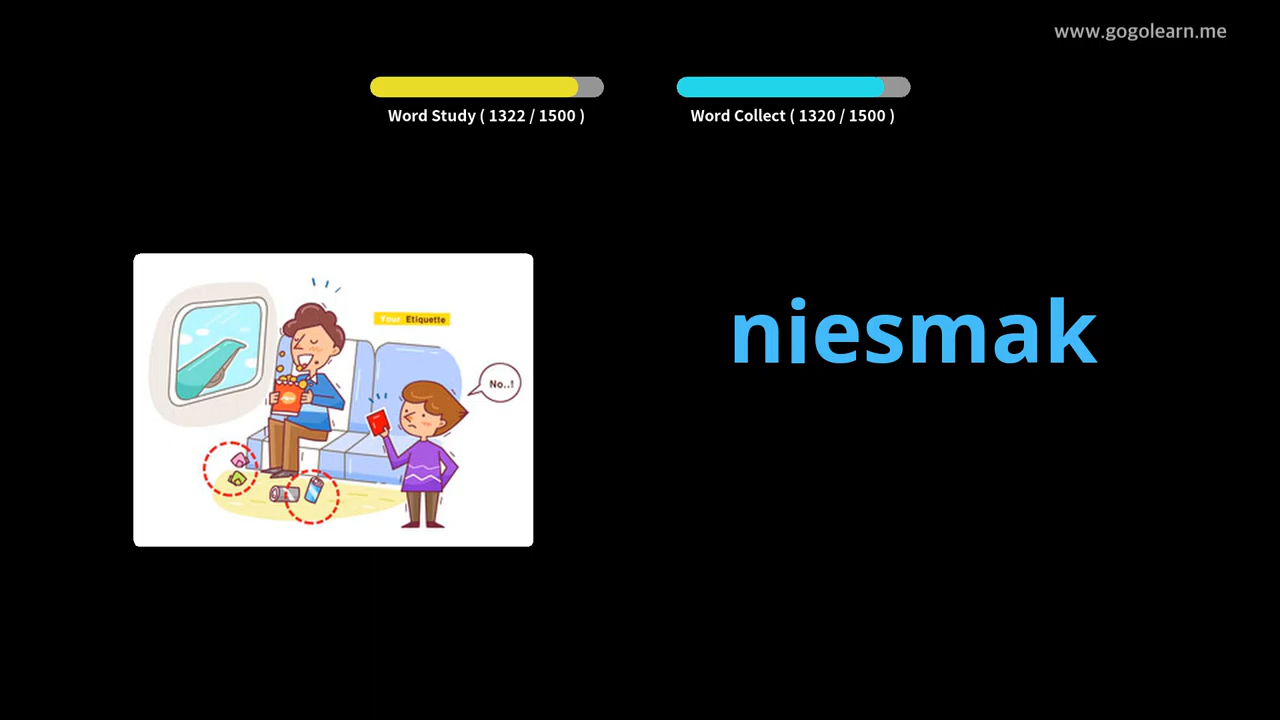 www.gogolearn.me
Word Study ( 1322 / 1500 )
Word Collect ( 1320 / 1500 )
niesmak
Your Etiquette
No..!